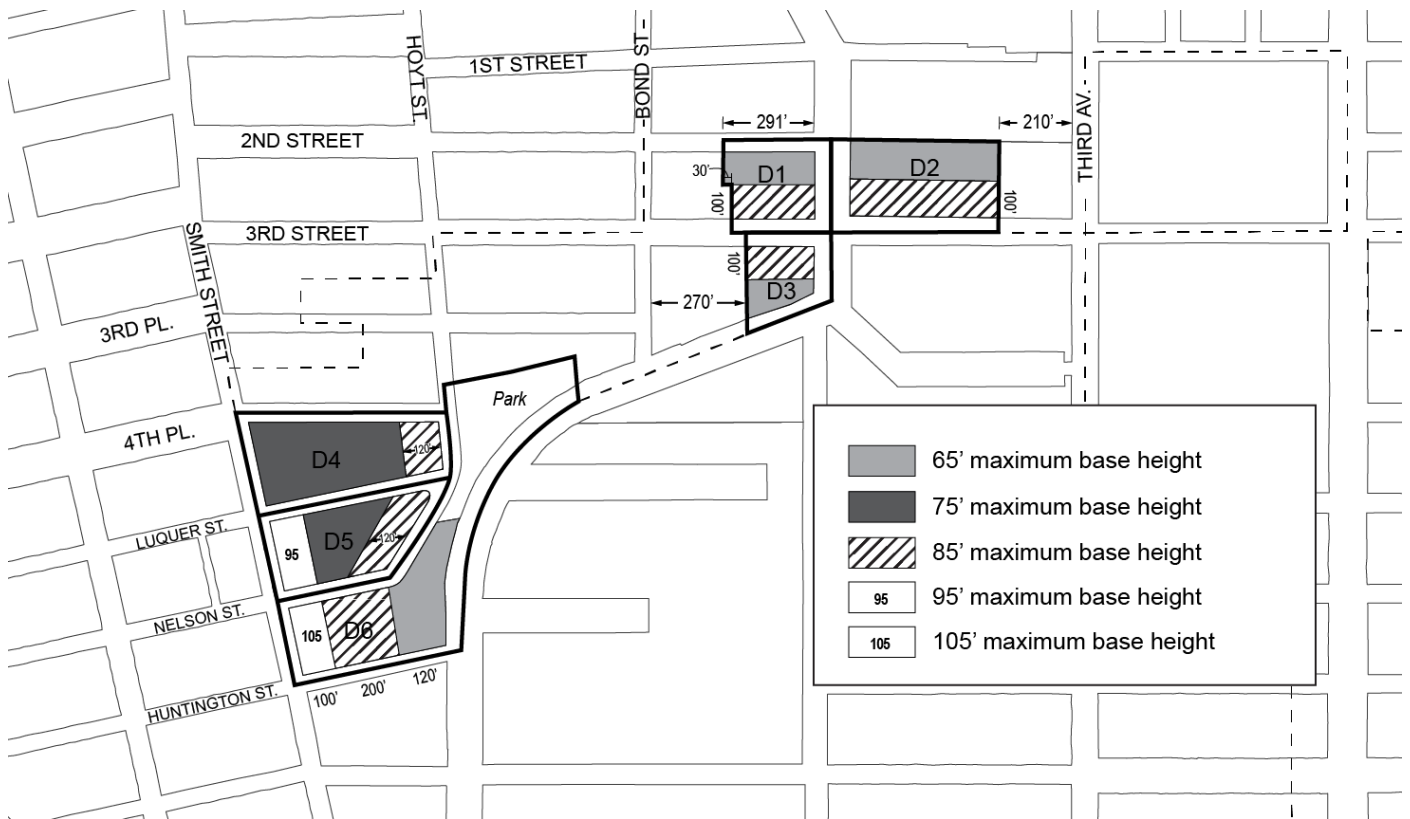 HOYT ST.
BOND ST
1ST STREET
THIRD AV.
291'
210'
2ND STREET
30'
D1
D2
100'
100'
3RD STREET
SMITH STREET
100'
D3
270'
3RD PL.
Park
4TH PL.
D4
120'
65’ maximum base height
75’ maximum base height
LUQUER ST.
95
D5
120'
85’ maximum base height
95
95’ maximum base height
NELSON ST.
105
D6
105
105’ maximum base height
HUNTINGTON ST.
100'
200'
120'